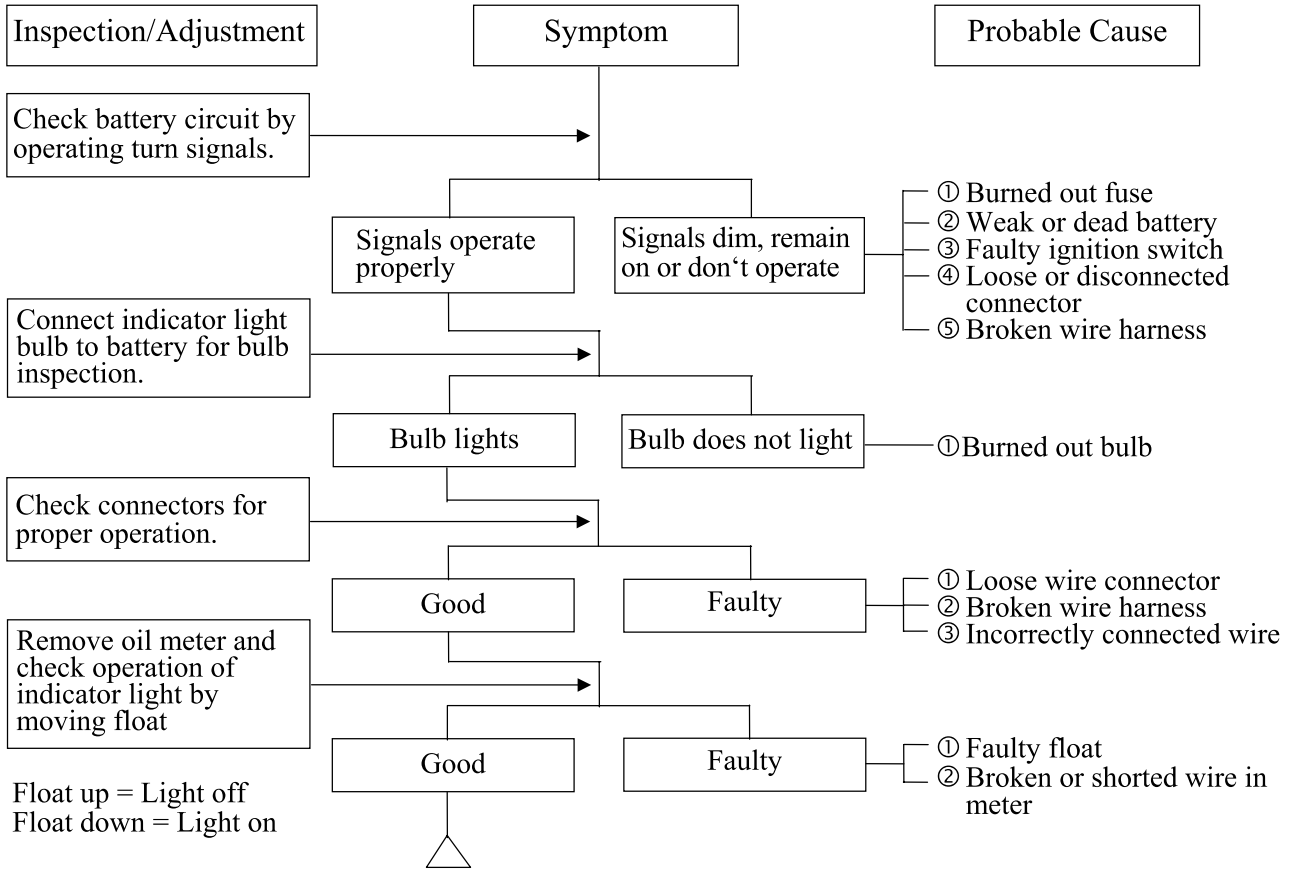 Inspection/Adjustment
Symptom
Probable Cause
Check battery circuit by
operating turn signals.
Signals operate
properly
Signals dim, remain
on or don‘t operate
① Burned out fuse
② Weak or dead battery
③ Faulty ignition switch
④ Loose or disconnected
connector
⑤ Broken wire harness
Connect indicator light
bulb to battery for bulb
inspection.
Bulb lights
Bulb does not light
①Burned out bulb
Check connectors for
proper operation.
Good
Faulty
① Loose wire connector
② Broken wire harness
③ Incorrectly connected wire
Remove oil meter and
check operation of
indicator light by
moving float
Good
Faulty
① Faulty float
② Broken or shorted wire in
meter
Float up = Light off
Float down = Light on